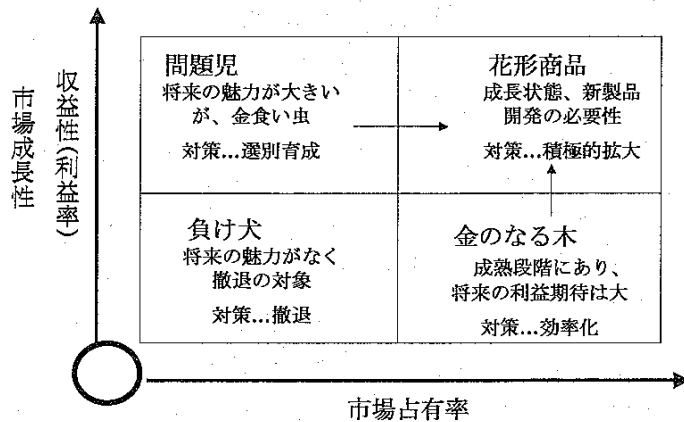 市場成長性
収益性(利益率)
問題児
将来の魅力が大きい
が、金食い虫
対策…選別育成
花形商品
成長状態、新製品
開発の必要性
対策…積極的拡大
負け犬
将来の魅力がなく
撤退の対象
対策…撤退
金のなる木
成熟段階にあり、
将来の利益期待は大
対策…効率化
市場占有率